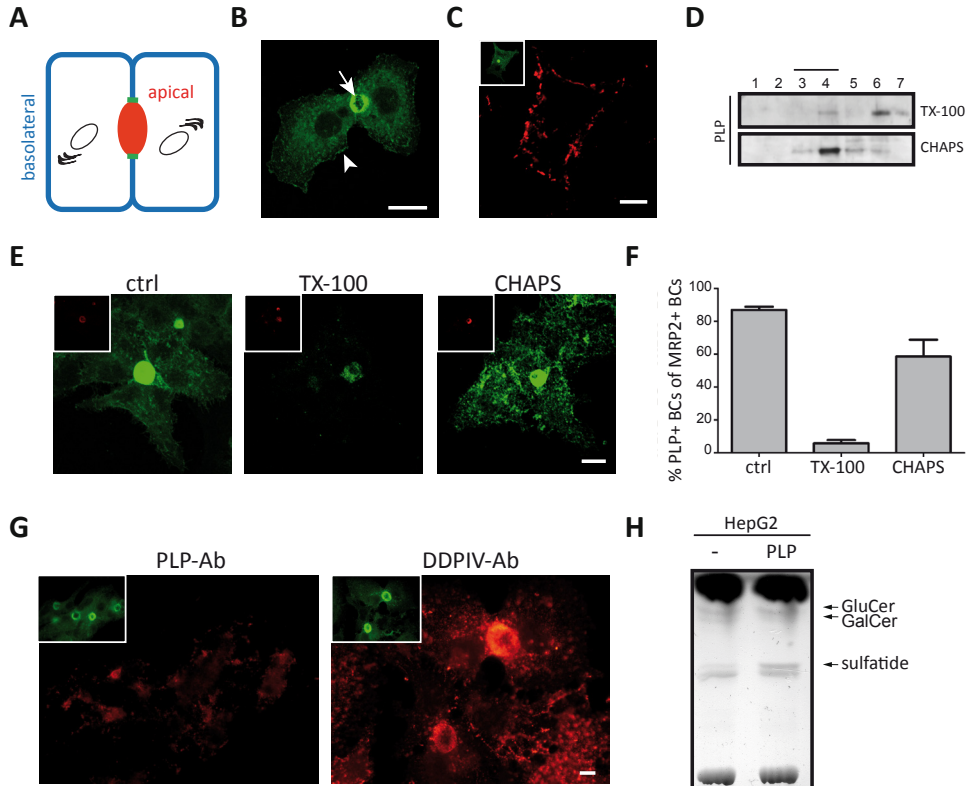 A
apical
basolateral
B
C
D
1 2 3 4 5 6 7
PLP
TX-100
CHAPS
E
ctrl
TX-100
CHAPS
F
% PLP+ BCs of MRP2+ BCs
100
80
60
40
20
0
ctrl TX-100 CHAPS
G
PLP-Ab
DDPIV-Ab
H
HepG2
- PLP
GluCer
GalCer
sulfatide